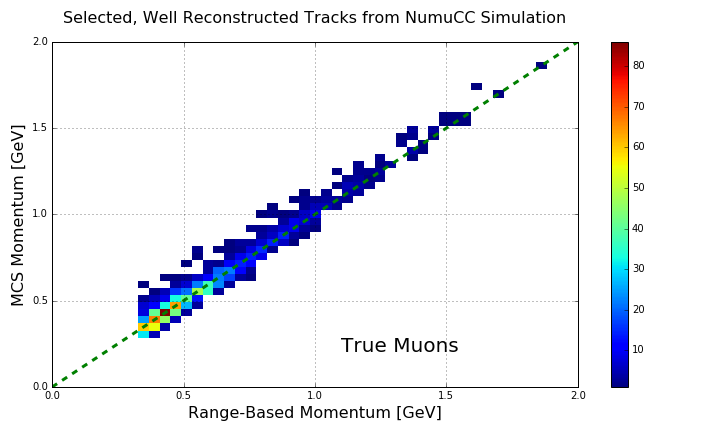 Selected, Well Reconstructed Tracks from NumuCC Simulation
2.0
1.5
1.0
0.5
0.0
MCS Momentum [GeV]
True Muons
0.0 0.5 1.0 1.5 2.0
Range-Based Momentum [GeV]
80
70
60
50
40
30
20
10